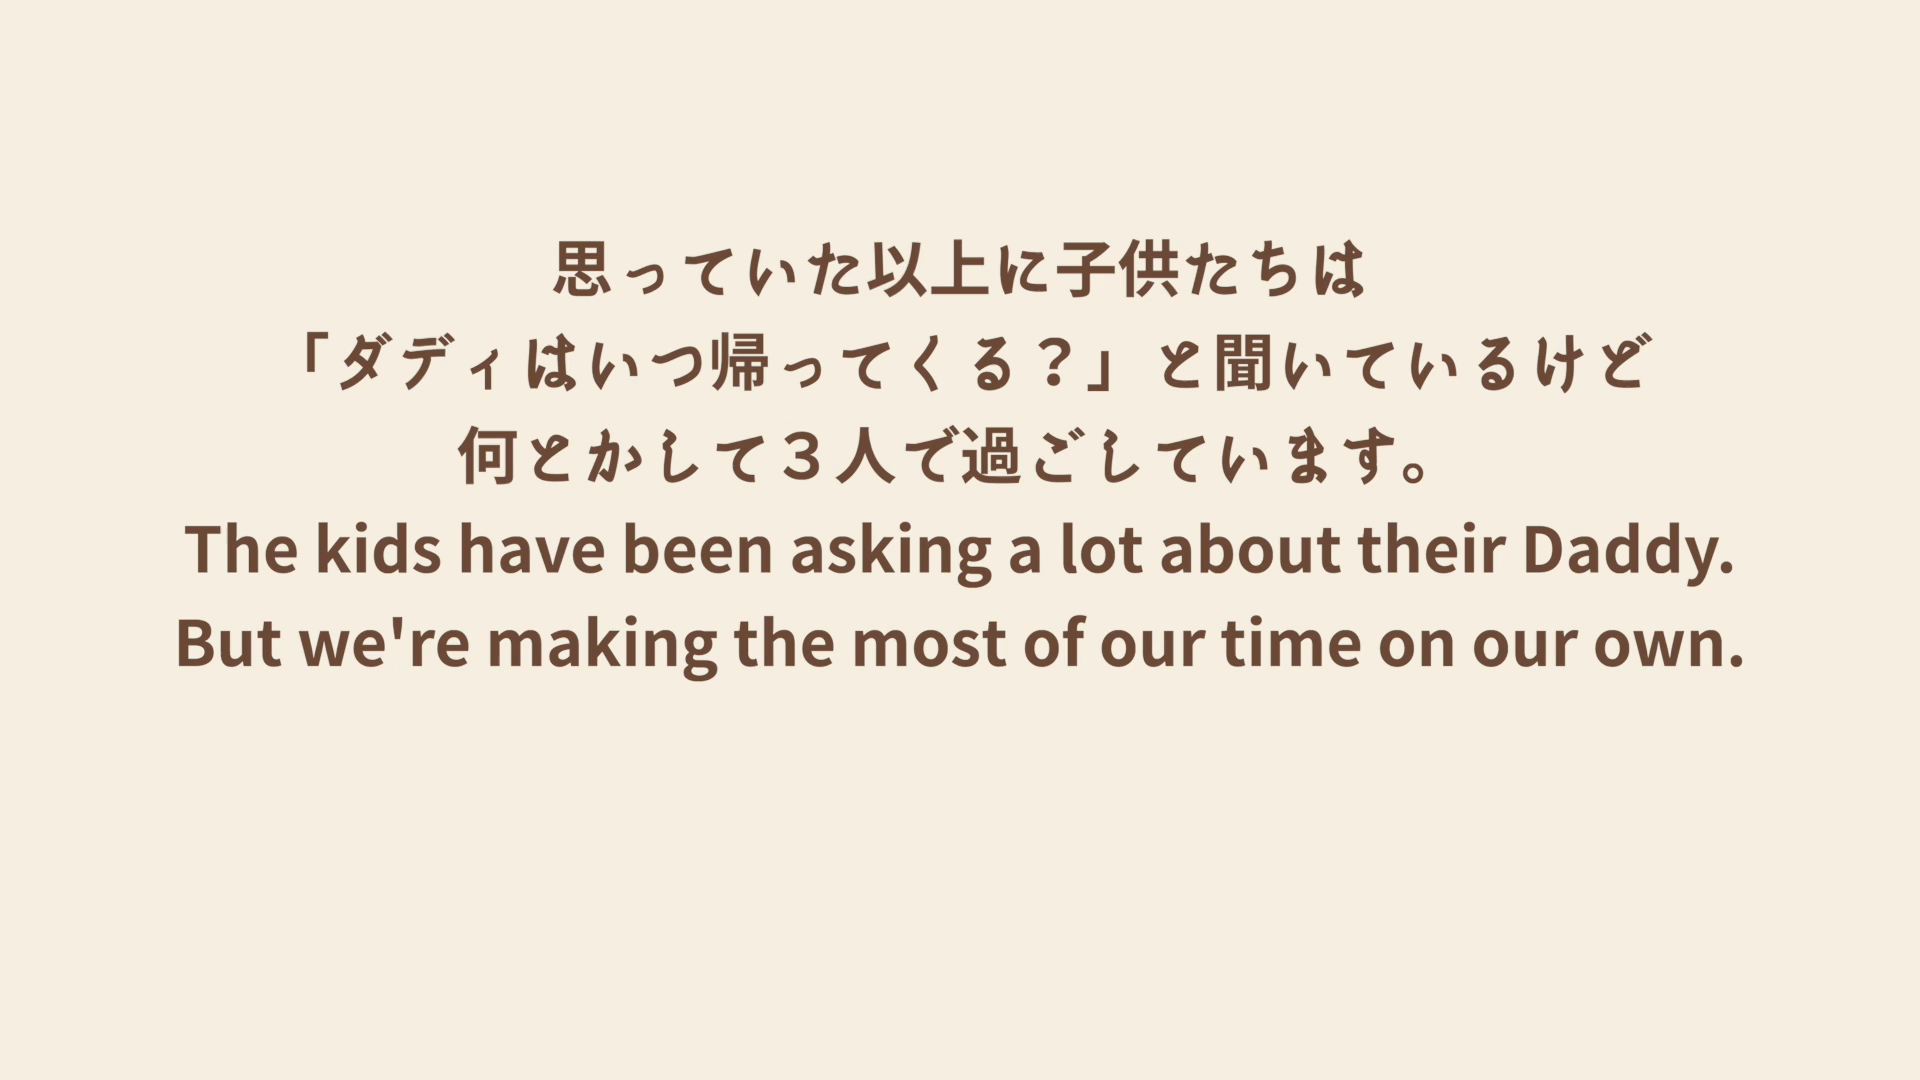 思っていた以上に子供たちは
「ダディはいつ帰ってくる？」と聞いているけど
何とかして３人で過ごしています。
The kids have been asking a lot about their Daddy.
But we're making the most of our time on our own.